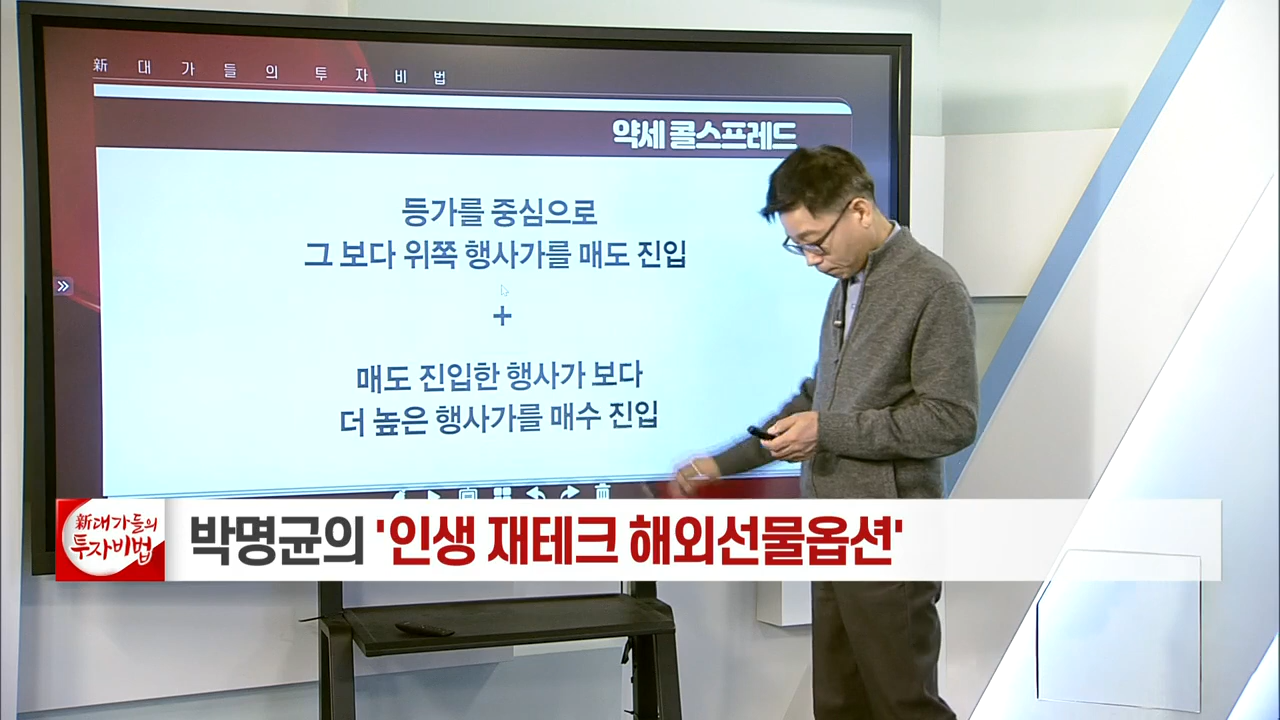 新 대 가 들 의 투 자 비 법
약세 콜스프레드
등가를 중심으로
그 보다 위쪽 행사가를 매도 진입
+
매도 진입한 행사가 보다
더 높은 행사가를 매수 진입
新대가들의
투자비법
박명균의 '인생 재테크 해외선물옵션'